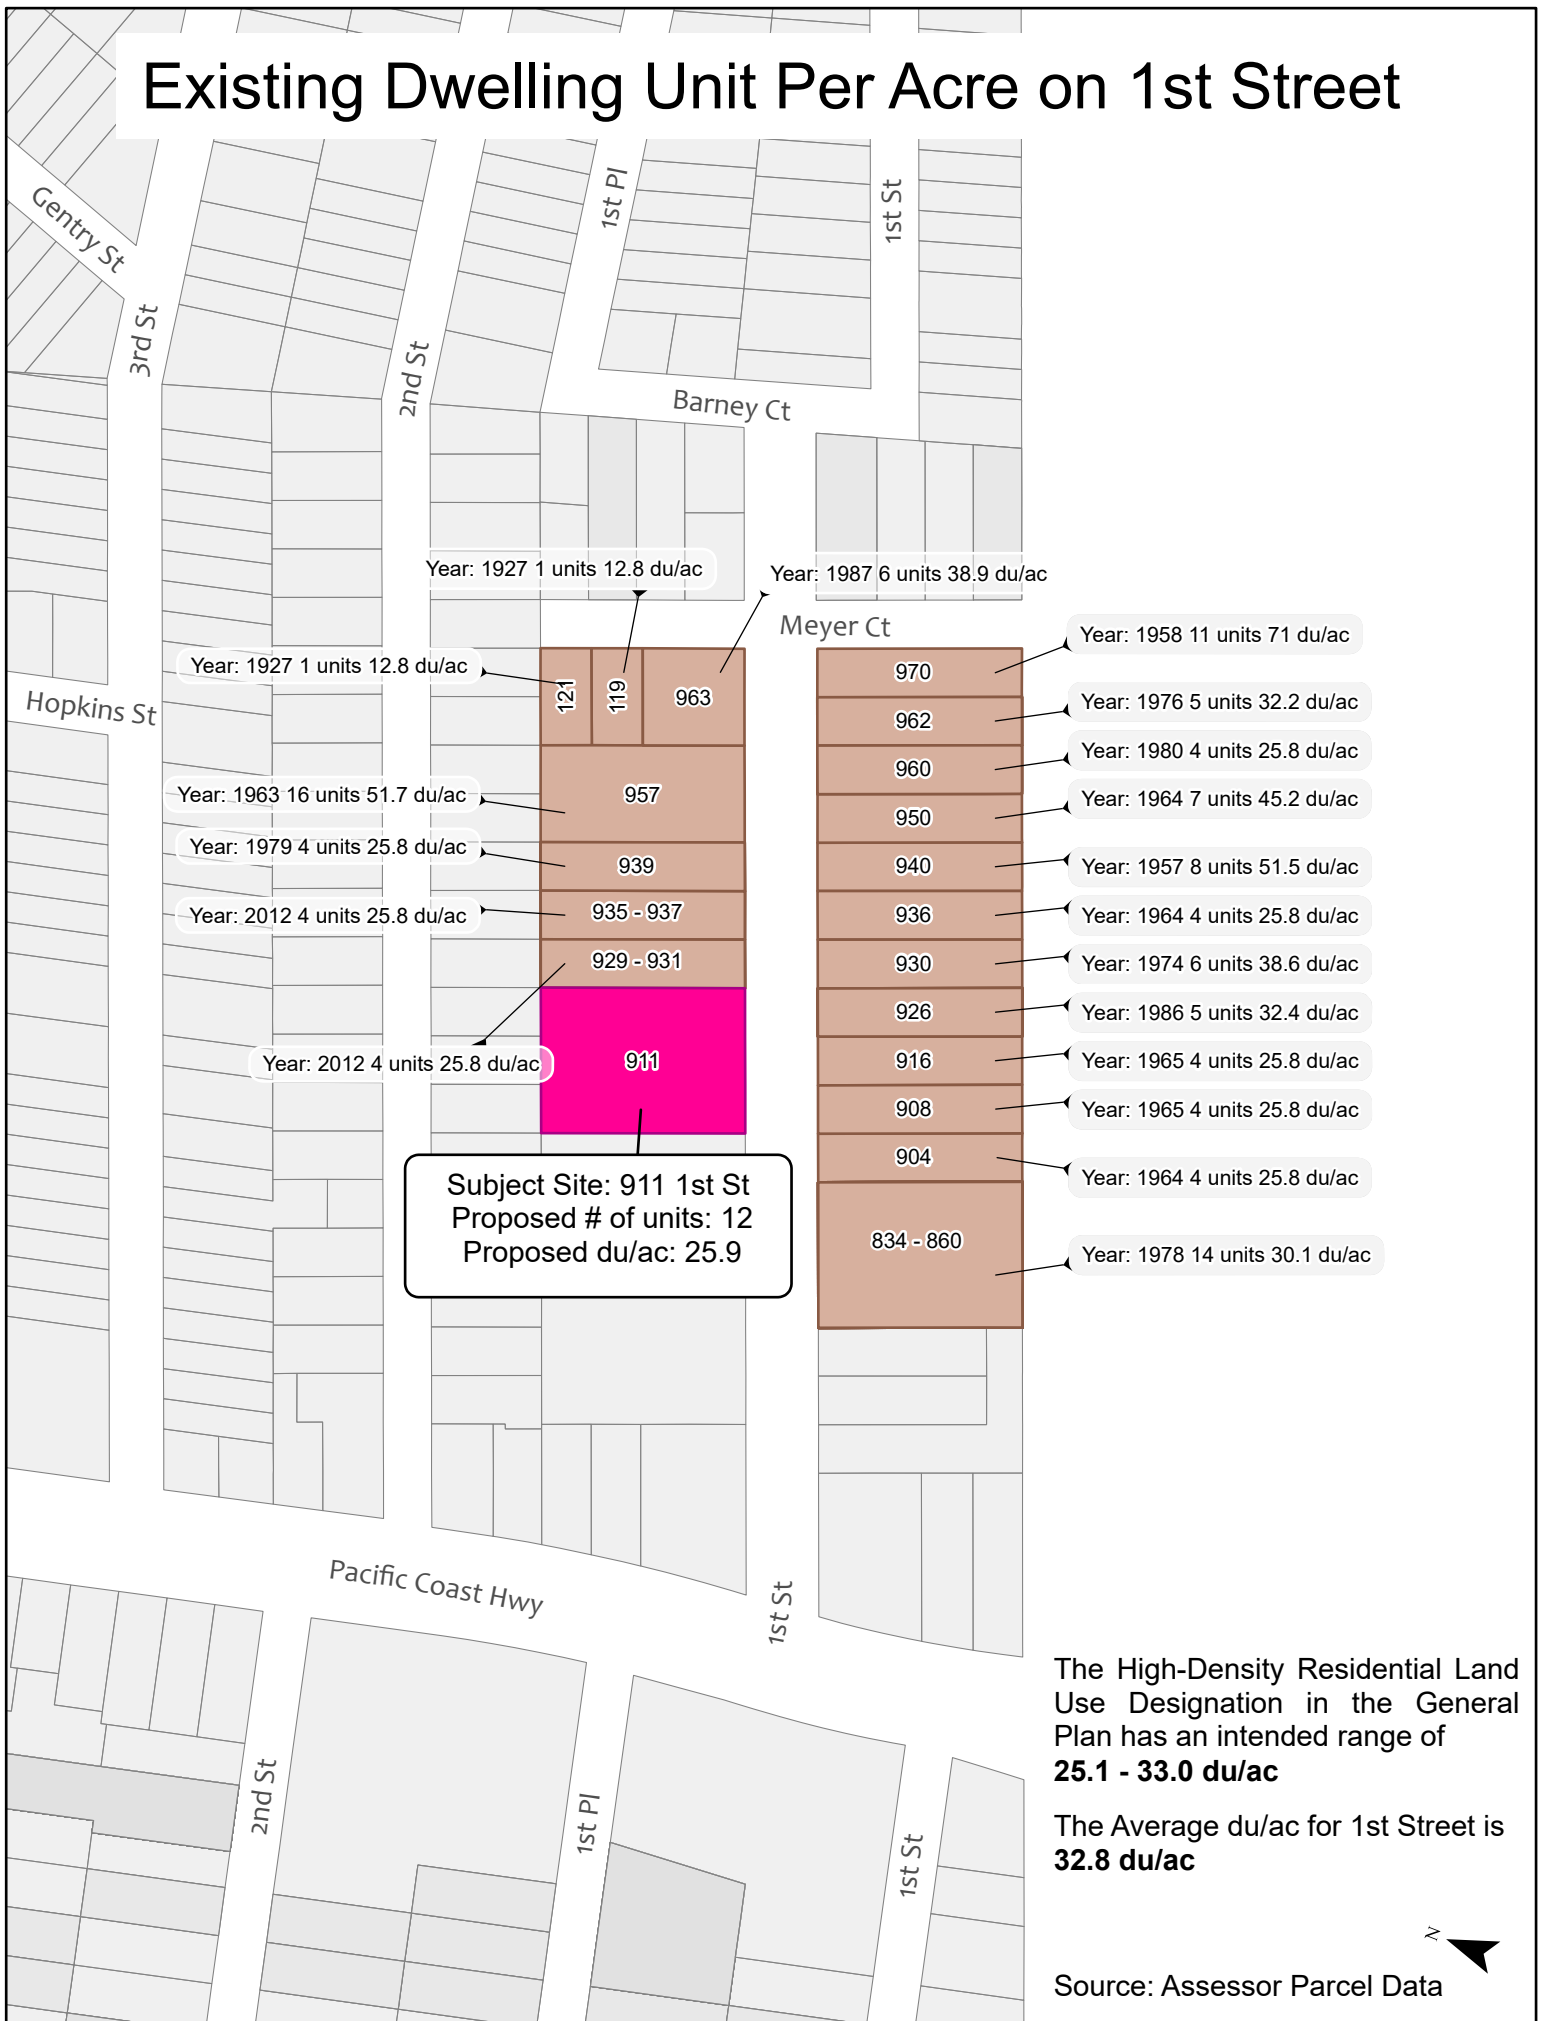 Existing Dwelling Unit Per Acre on 1st Street
Gentry St
3rd St
2nd St
1st Pl
1st St
Barney Ct
Year: 1927 1 units 12.8 du/ac
Year: 1987 6 units 38.9 du/ac
Meyer Ct
Year: 1927 1 units 12.8 du/ac
121
119
963
970
Year: 1958 11 units 71 du/ac
Hopkins St
962
Year: 1976 5 units 32.2 du/ac
960
Year: 1980 4 units 25.8 du/ac
Year: 1963 16 units 51.7 du/ac
957
950
Year: 1964 7 units 45.2 du/ac
Year: 1979 4 units 25.8 du/ac
939
940
Year: 1957 8 units 51.5 du/ac
Year: 2012 4 units 25.8 du/ac
935 - 937
936
Year: 1964 4 units 25.8 du/ac
929 - 931
930
Year: 1974 6 units 38.6 du/ac
926
Year: 1986 5 units 32.4 du/ac
Year: 2012 4 units 25.8 du/ac
911
916
Year: 1965 4 units 25.8 du/ac
908
Year: 1965 4 units 25.8 du/ac
904
Year: 1964 4 units 25.8 du/ac
Subject Site: 911 1st St
Proposed # of units: 12
Proposed du/ac: 25.9
834 - 860
Year: 1978 14 units 30.1 du/ac
Pacific Coast Hwy
1st St
2nd St
1st Pl
1st St
The High-Density Residential Land
Use Designation in the General
Plan has an intended range of
25.1 - 33.0 du/ac
The Average du/ac for 1st Street is
32.8 du/ac
N
Source: Assessor Parcel Data